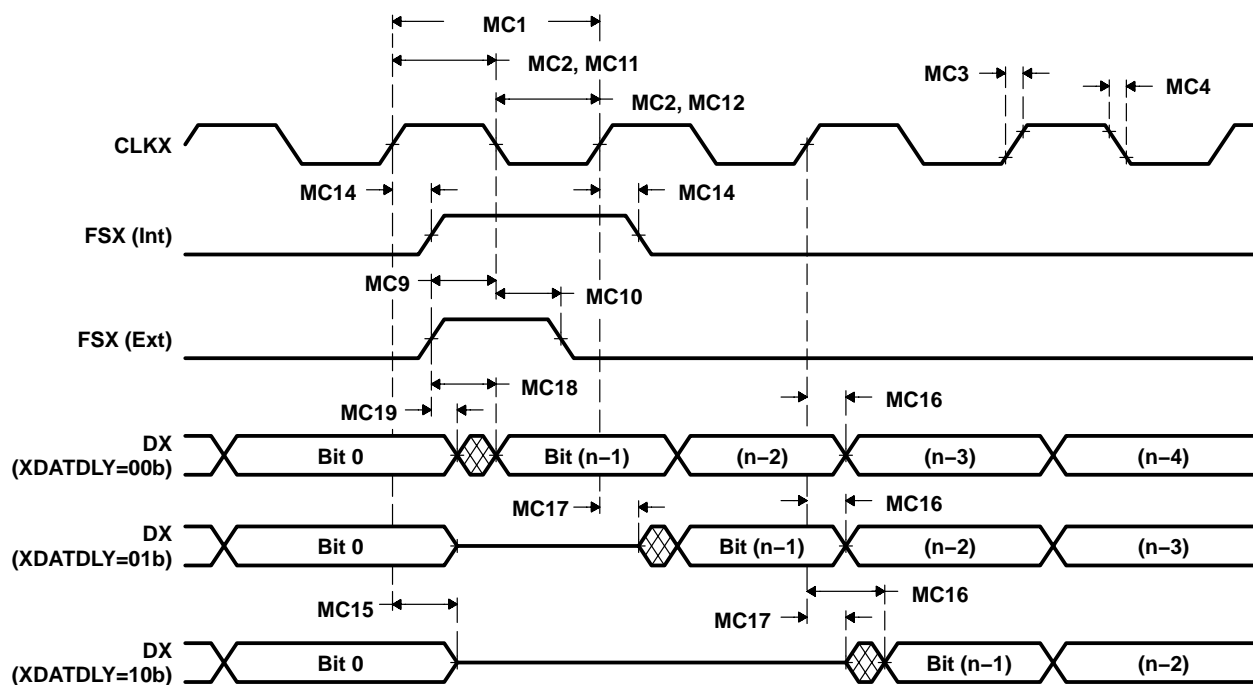 MC1
MC2, MC11
MC3
MC4
MC2, MC12
CLKX
MC14
MC14
FSX (Int)
MC9
MC10
FSX (Ext)
MC18
MC19
MC16
DX
(XDATDLY=00b)
Bit 0
Bit (n−1)
(n−2)
(n−3)
(n−4)
MC17
MC16
DX
(XDATDLY=01b)
Bit 0
Bit (n−1)
(n−2)
(n−3)
MC15
MC16
MC17
DX
(XDATDLY=10b)
Bit 0
Bit (n−1)
(n−2)